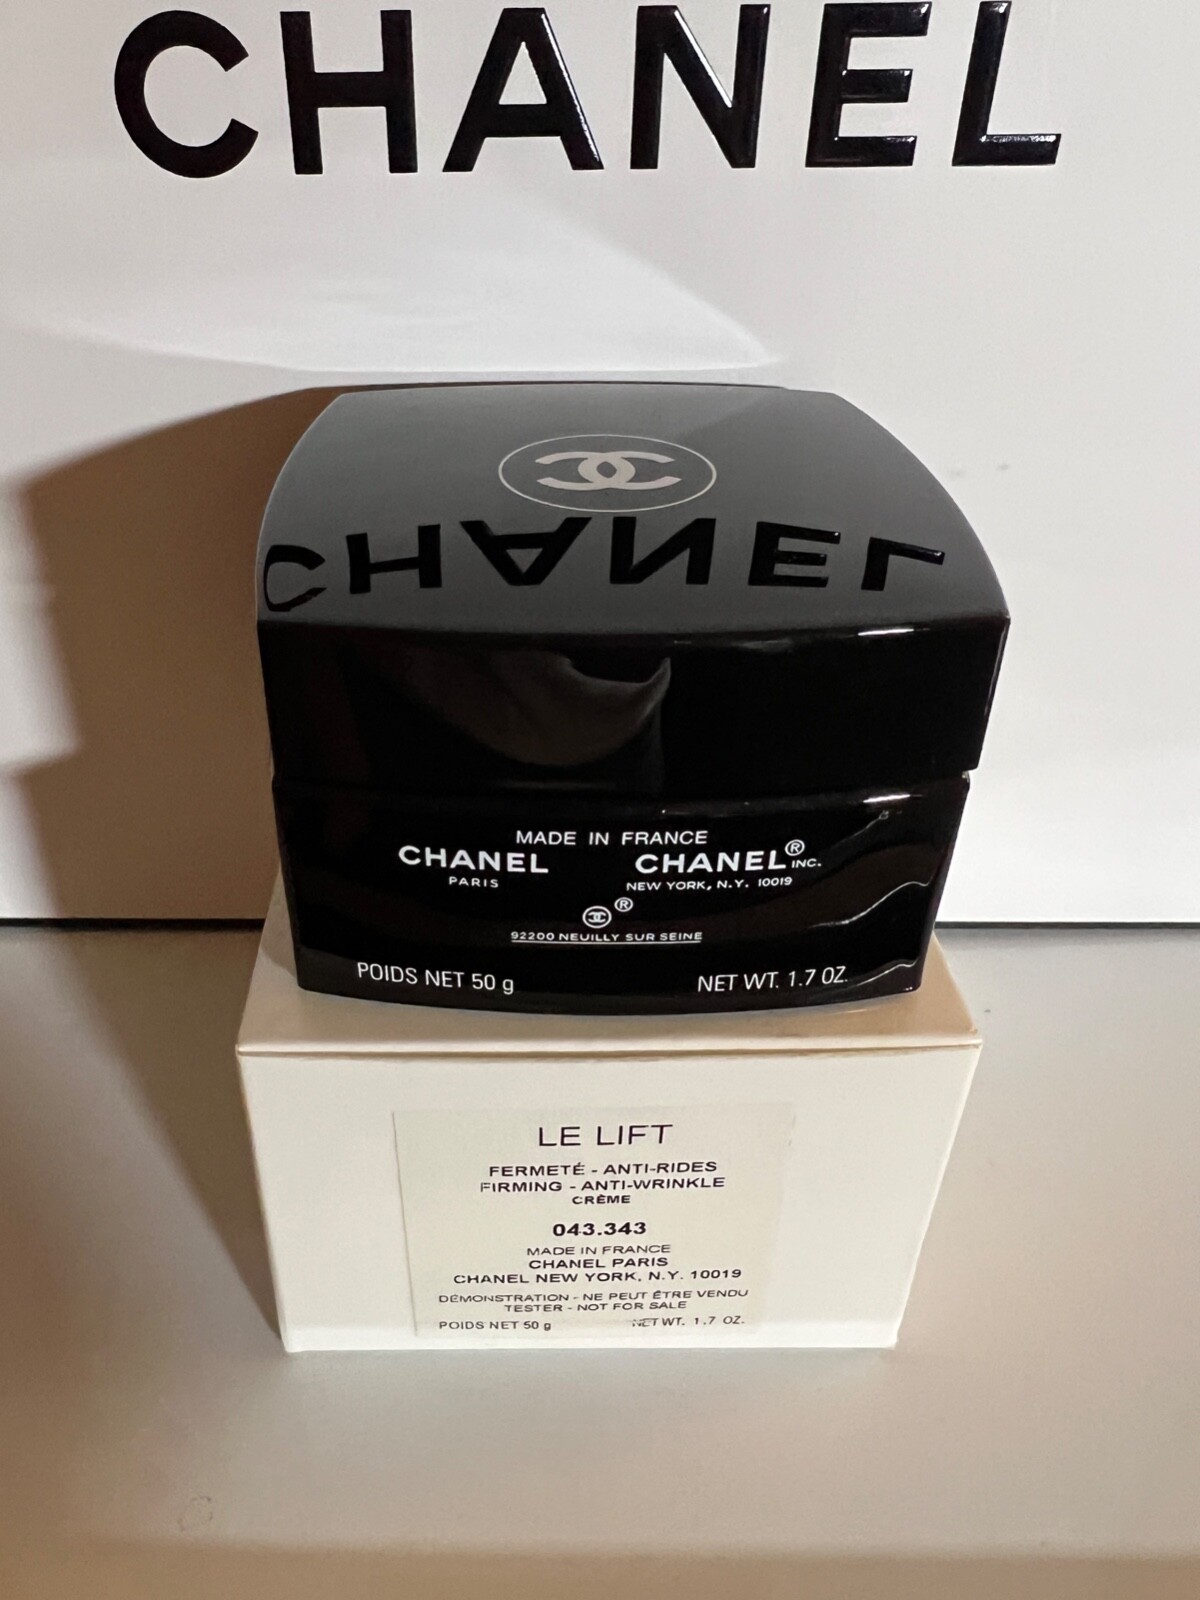 CHANEL
CHANEL
MADE IN FRANCE
CHANEL CHANEL® INC.
PARIS NEW YORK, N.Y. 10019
®
92200 NEUILLY SUR SEINE
POIDS NET 50 g NET WT. 1.7 OZ.
LE LIFT
FERMETÉ - ANTI-RIDES
FIRMING - ANTI-WRINKLE
CRÈME
043.343
MADE IN FRANCE
CHANEL PARIS
CHANEL NEW YORK, N.Y. 10019
DÉMONSTRATION - NE PEUT ÊTRE VENDU
TESTER - NOT FOR SALE
POIDS NET 50 g NET WT. 1.7 OZ.